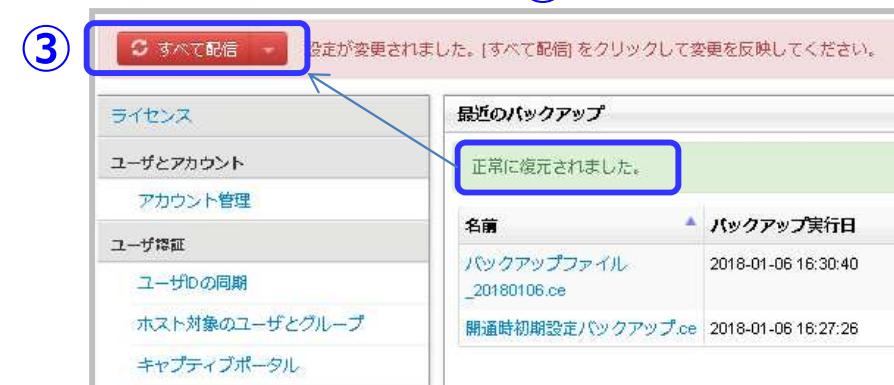 ③
すべて配信
設定が変更されました。[すべて配信] をクリックして変更を反映してください。
ライセンス
ユーザとアカウント
アカウント管理
ユーザ認証
ユーザIDの同期
ホスト対象のユーザとグループ
キャプティブポータル
最近のバックアップ
正常に復元されました。
名前 バックアップ実行日
バックアップファイル 2018-01-06 16:30:40
_20180106.ce
開通時初期設定バックアップ.ce 2018-01-06 16:27:26